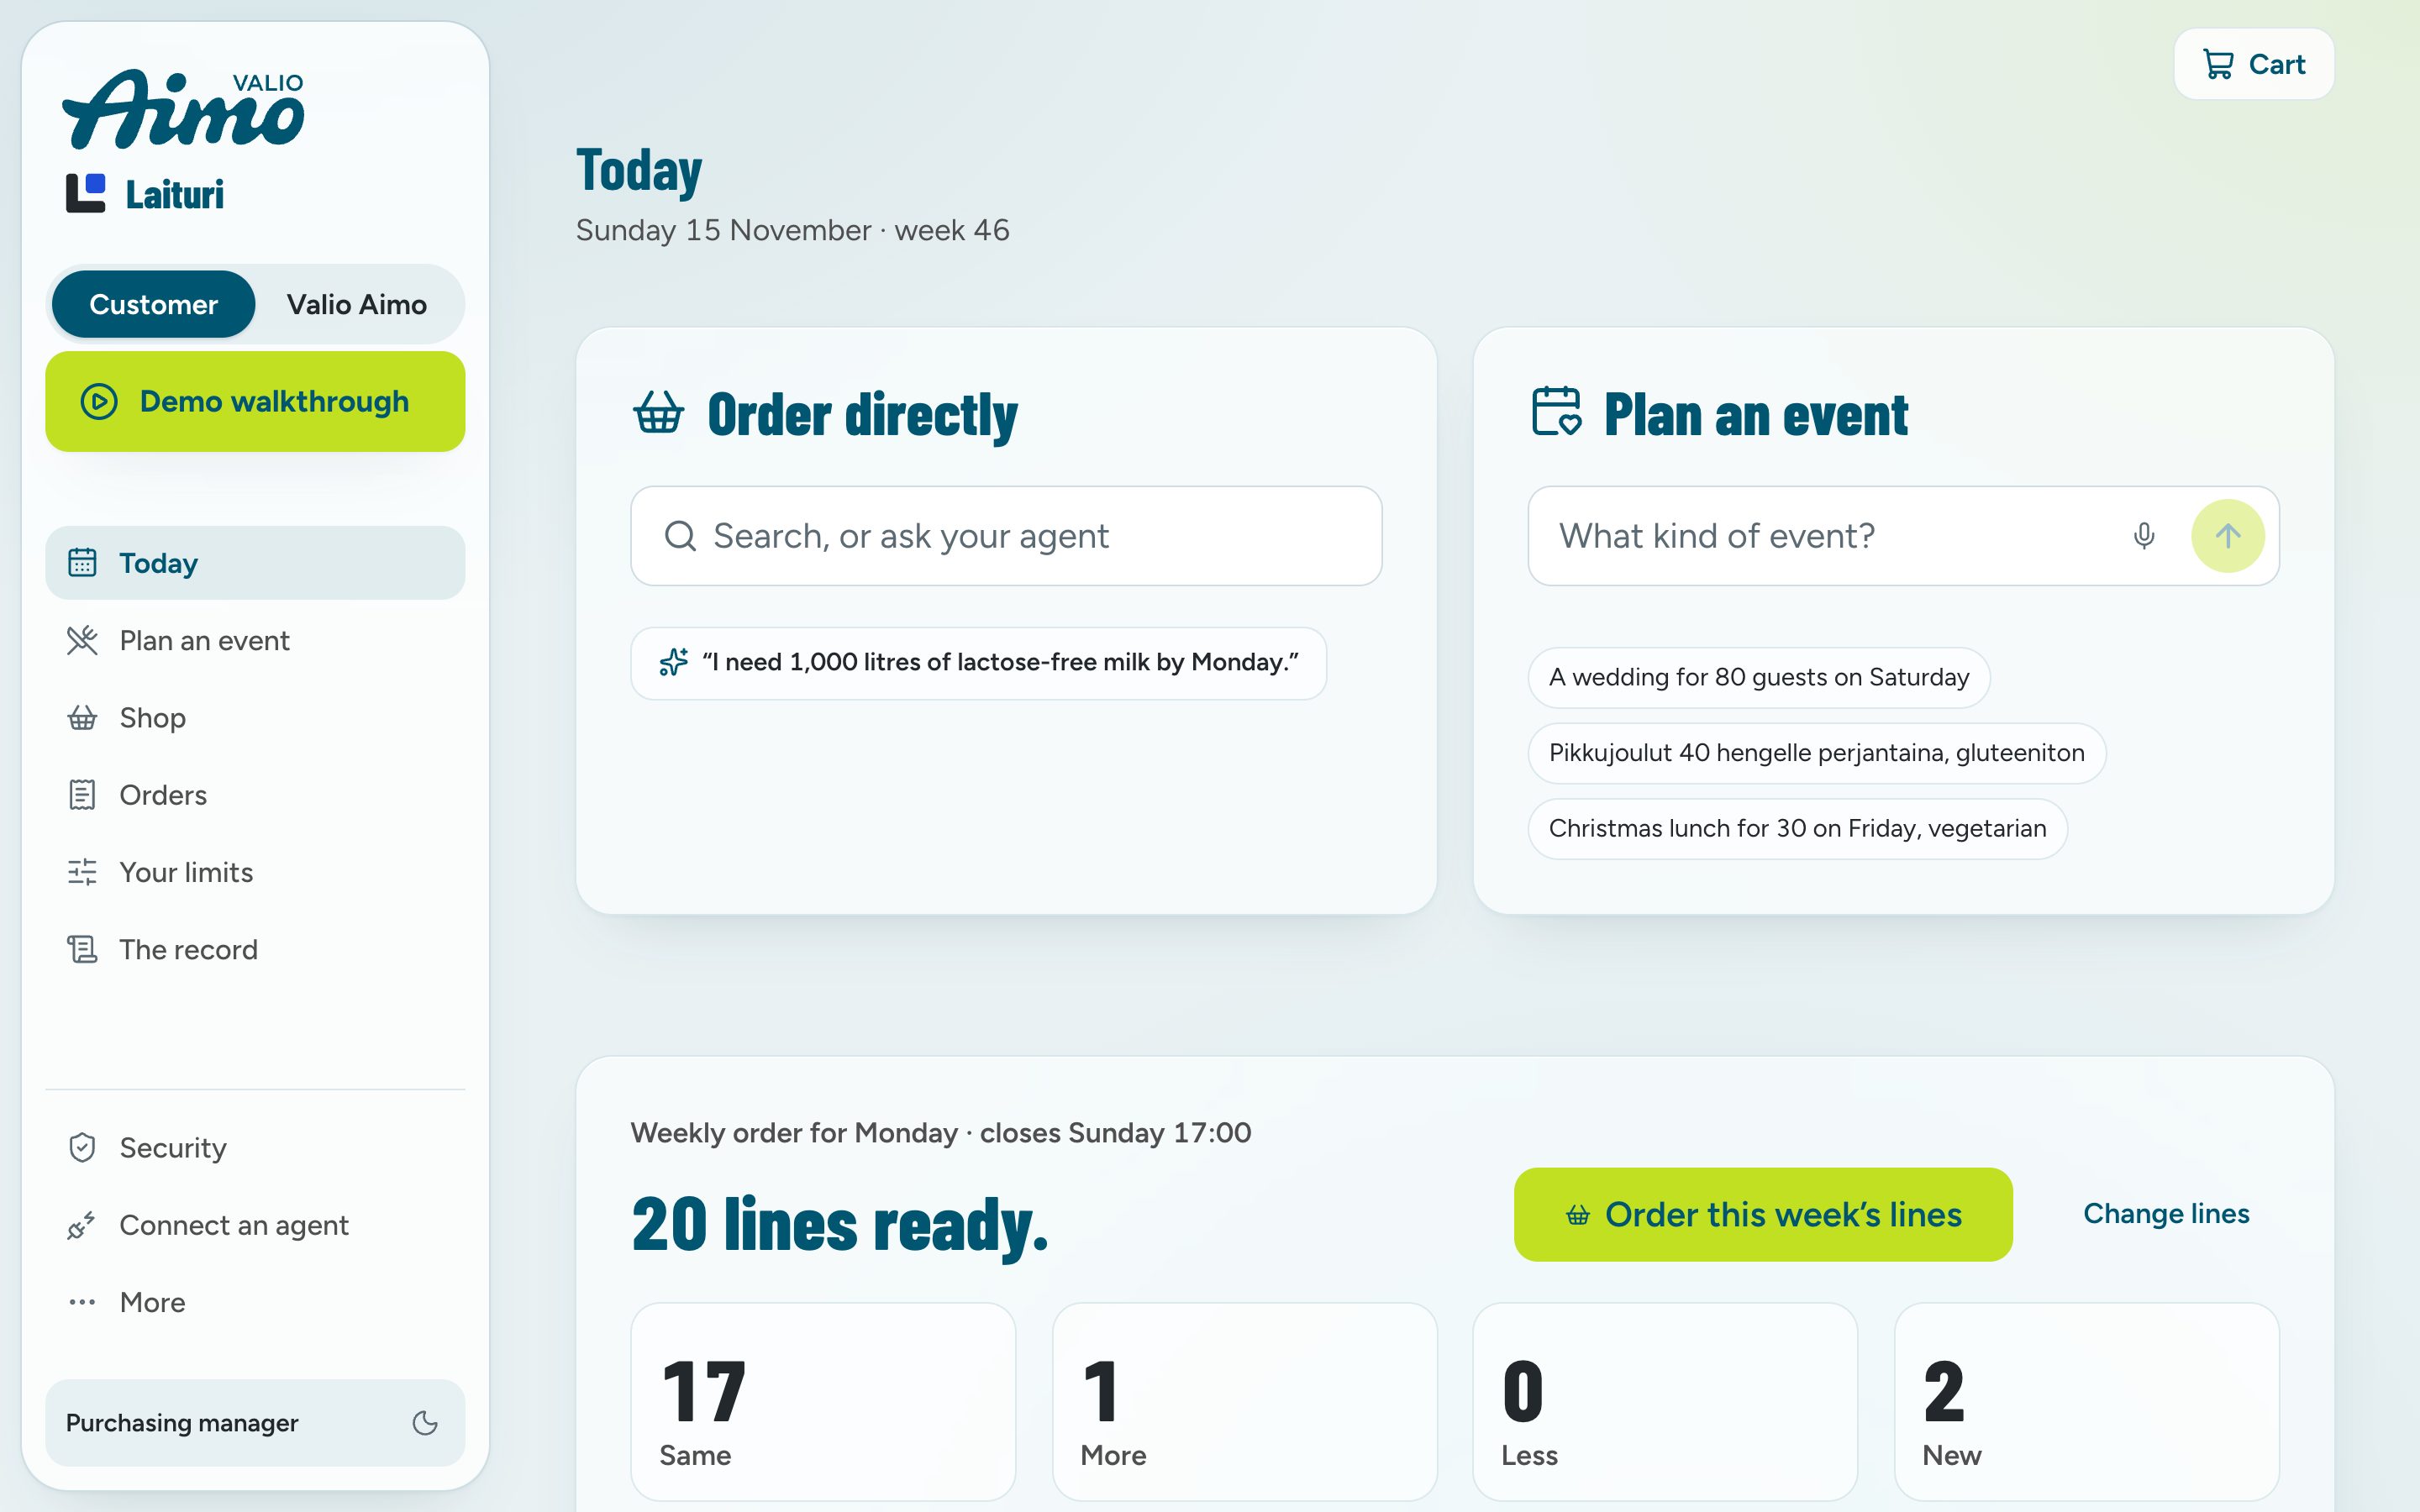 VALIO
Aimo
Laituri
Customer
Valio Aimo
Demo walkthrough
Today
Plan an event
Shop
Orders
Your limits
The record
Security
Connect an agent
More
Purchasing manager
Cart
Today
Sunday 15 November · week 46
Order directly
Search, or ask your agent
“I need 1,000 litres of lactose-free milk by Monday.”
Plan an event
What kind of event?
A wedding for 80 guests on Saturday
Pikkujoulut 40 hengelle perjantaina, gluteeniton
Christmas lunch for 30 on Friday, vegetarian
Weekly order for Monday · closes Sunday 17:00
20 lines ready.
Order this week’s lines
Change lines
17
Same
1
More
0
Less
2
New